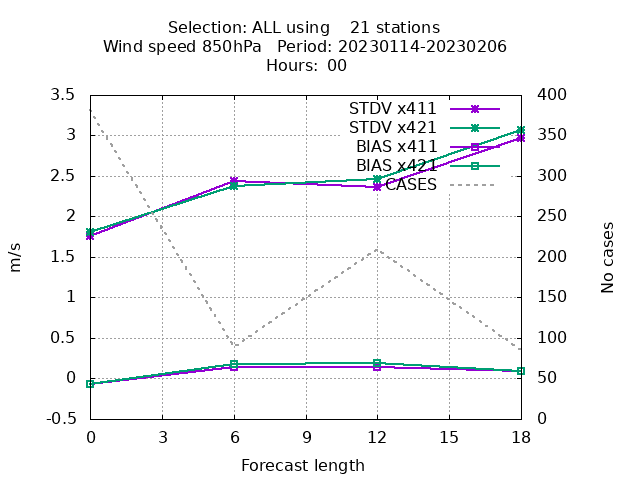 Selection: ALL using 21 stations
Wind speed 850hPa Period: 20230114-20230206
Hours: 00
3.5
3
2.5
2
1.5
1
0.5
0
-0.5
m/s
STDV x411
STDV x421
BIAS x411
BIAS x421
CASES
400
350
300
250
200
150
100
50
0
No cases
0 3 6 9 12 15 18
Forecast length